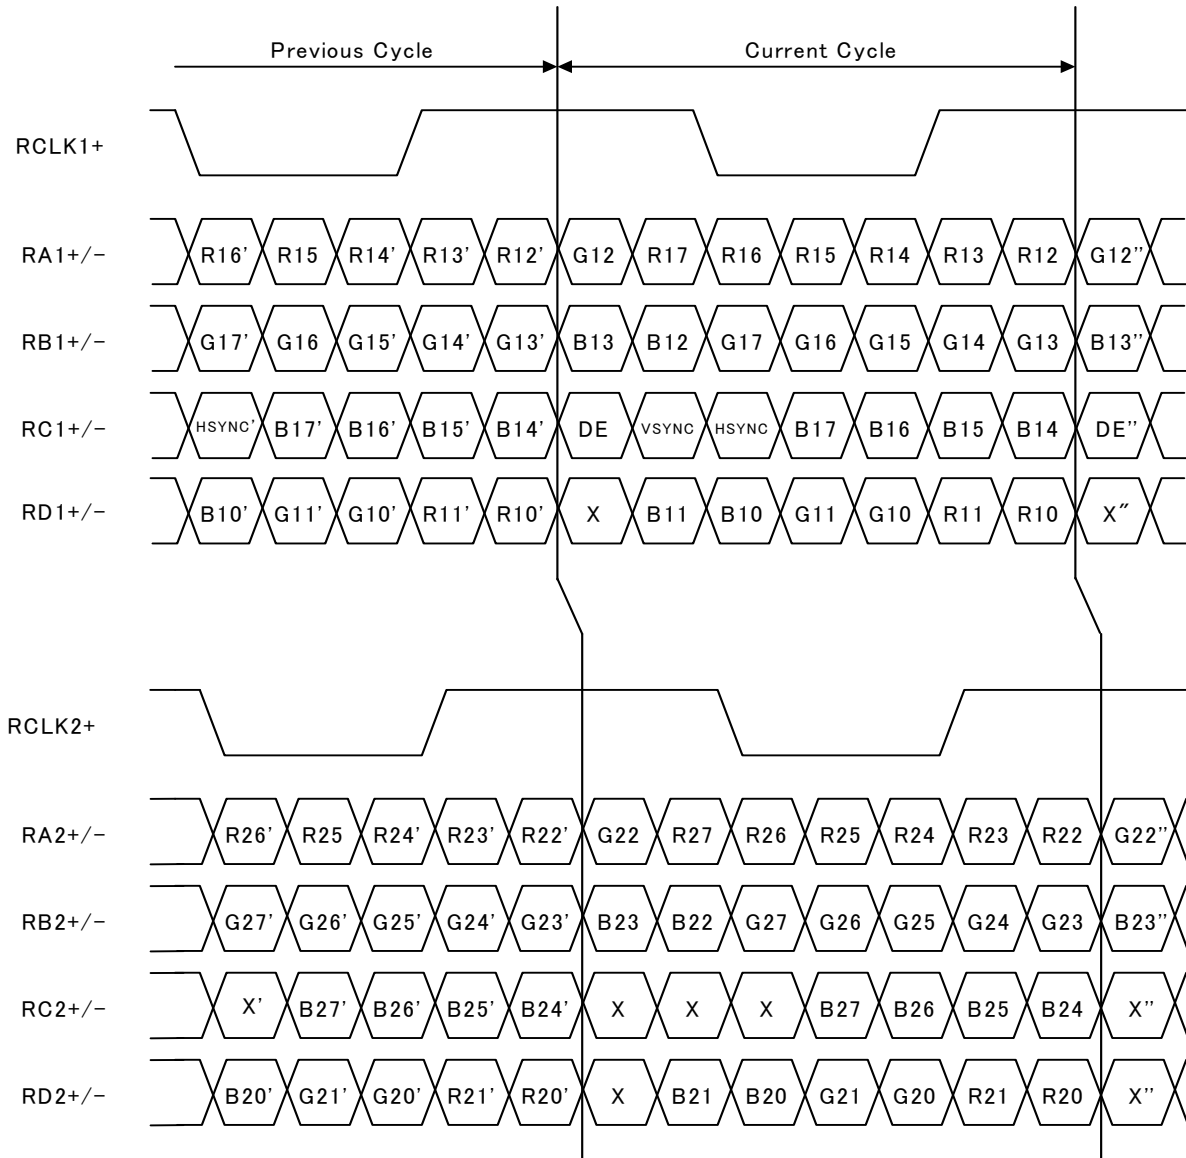 Previous Cycle Current Cycle
RCLK1+
RA1+/- R16' R15 R14' R13' R12' G12 R17 R16 R15 R14 R13 R12 G12''
RB1+/- G17' G16 G15' G14' G13' B13 B12 G17 G16 G15 G14 G13 B13''
RC1+/- HSYNC' B17' B16' B15' B14' DE VSYNC HSYNC B17 B16 B15 B14 DE''
RD1+/- B10' G11' G10' R11' R10' X B11 B10 G11 G10 R11 R10 X″
RCLK2+
RA2+/- R26' R25 R24' R23' R22' G22 R27 R26 R25 R24 R23 R22 G22''
RB2+/- G27' G26' G25' G24' G23' B23 B22 G27 G26 G25 G24 G23 B23''
RC2+/- X' B27' B26' B25' B24' X X X B27 B26 B25 B24 X''
RD2+/- B20' G21' G20' R21' R20' X B21 B20 G21 G20 R21 R20 X''